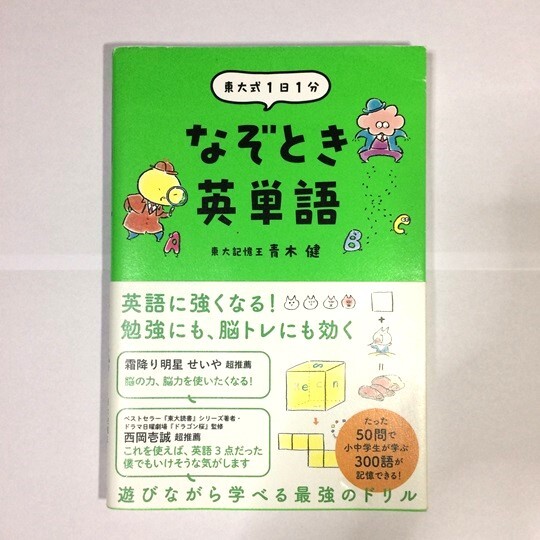 東大式1日1分
なぞとき
英単語
東大記憶王 青木 健
A
B
C
英語に強くなる!
勉強にも、脳トレにも効く
霜降り明星 せいや 超推薦
脳の力、脳力を使いたくなる!
ベストセラー『東大読書』シリーズ著者・
ドラマ日曜劇場『ドラゴン桜』監修
西岡壱誠 超推薦
これを使えば、英語3点だった
僕でもいけそうな気がします
e c n
+
=
たった
50問で
小中学生が学ぶ
300語が
記憶できる!
遊びながら学べる最強のドリル